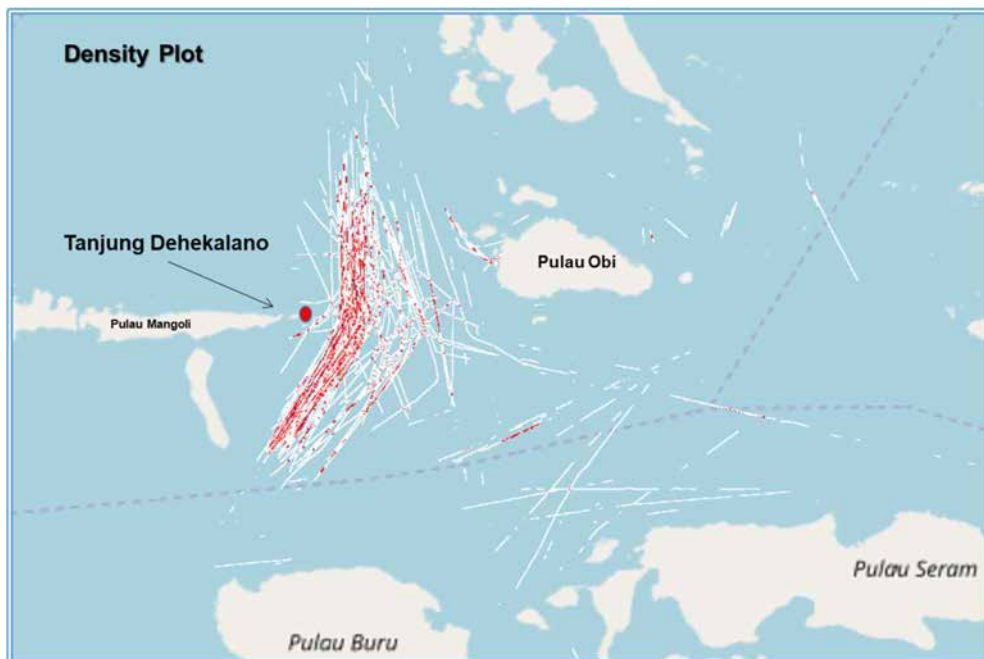 Density Plot
Tanjung Dehekalano
Pulau Obi
Pulau Mangoli
Pulau Seram
Pulau Buru